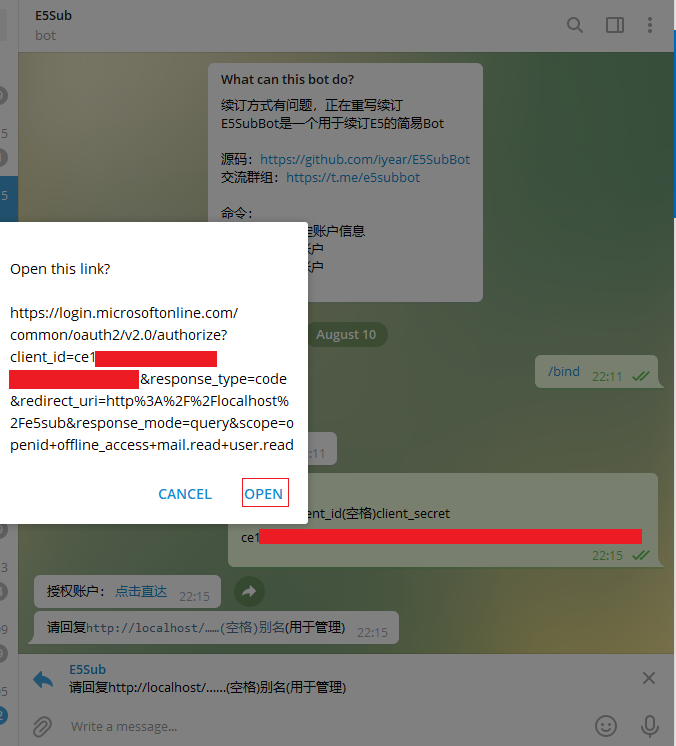 E5Sub
bot
What can this bot do?
续订方式有问题，正在重写续订
E5SubBot是一个用于续订E5的简易Bot
源码：https://github.com/iyear/E5SubBot
交流群组：https://t.me/e5subbot
命令：
账户信息
账户
账户
Open this link?
https://login.microsoftonline.com/
common/oauth2/v2.0/authorize?
client_id=ce1
&response_type=code
&redirect_uri=http%3A%2F%2Flocalhost%
2Fe5sub&response_mode=query&scope=o
penid+offline_access+mail.read+user.read
CANCEL
OPEN
August 10
/bind 22:11
:11
ent_id(空格)client_secret
ce1
22:15
授权账户：点击直达 22:15
请回复http://localhost/……(空格)别名(用于管理) 22:15
E5Sub
请回复http://localhost/……(空格)别名(用于管理)
Write a message...